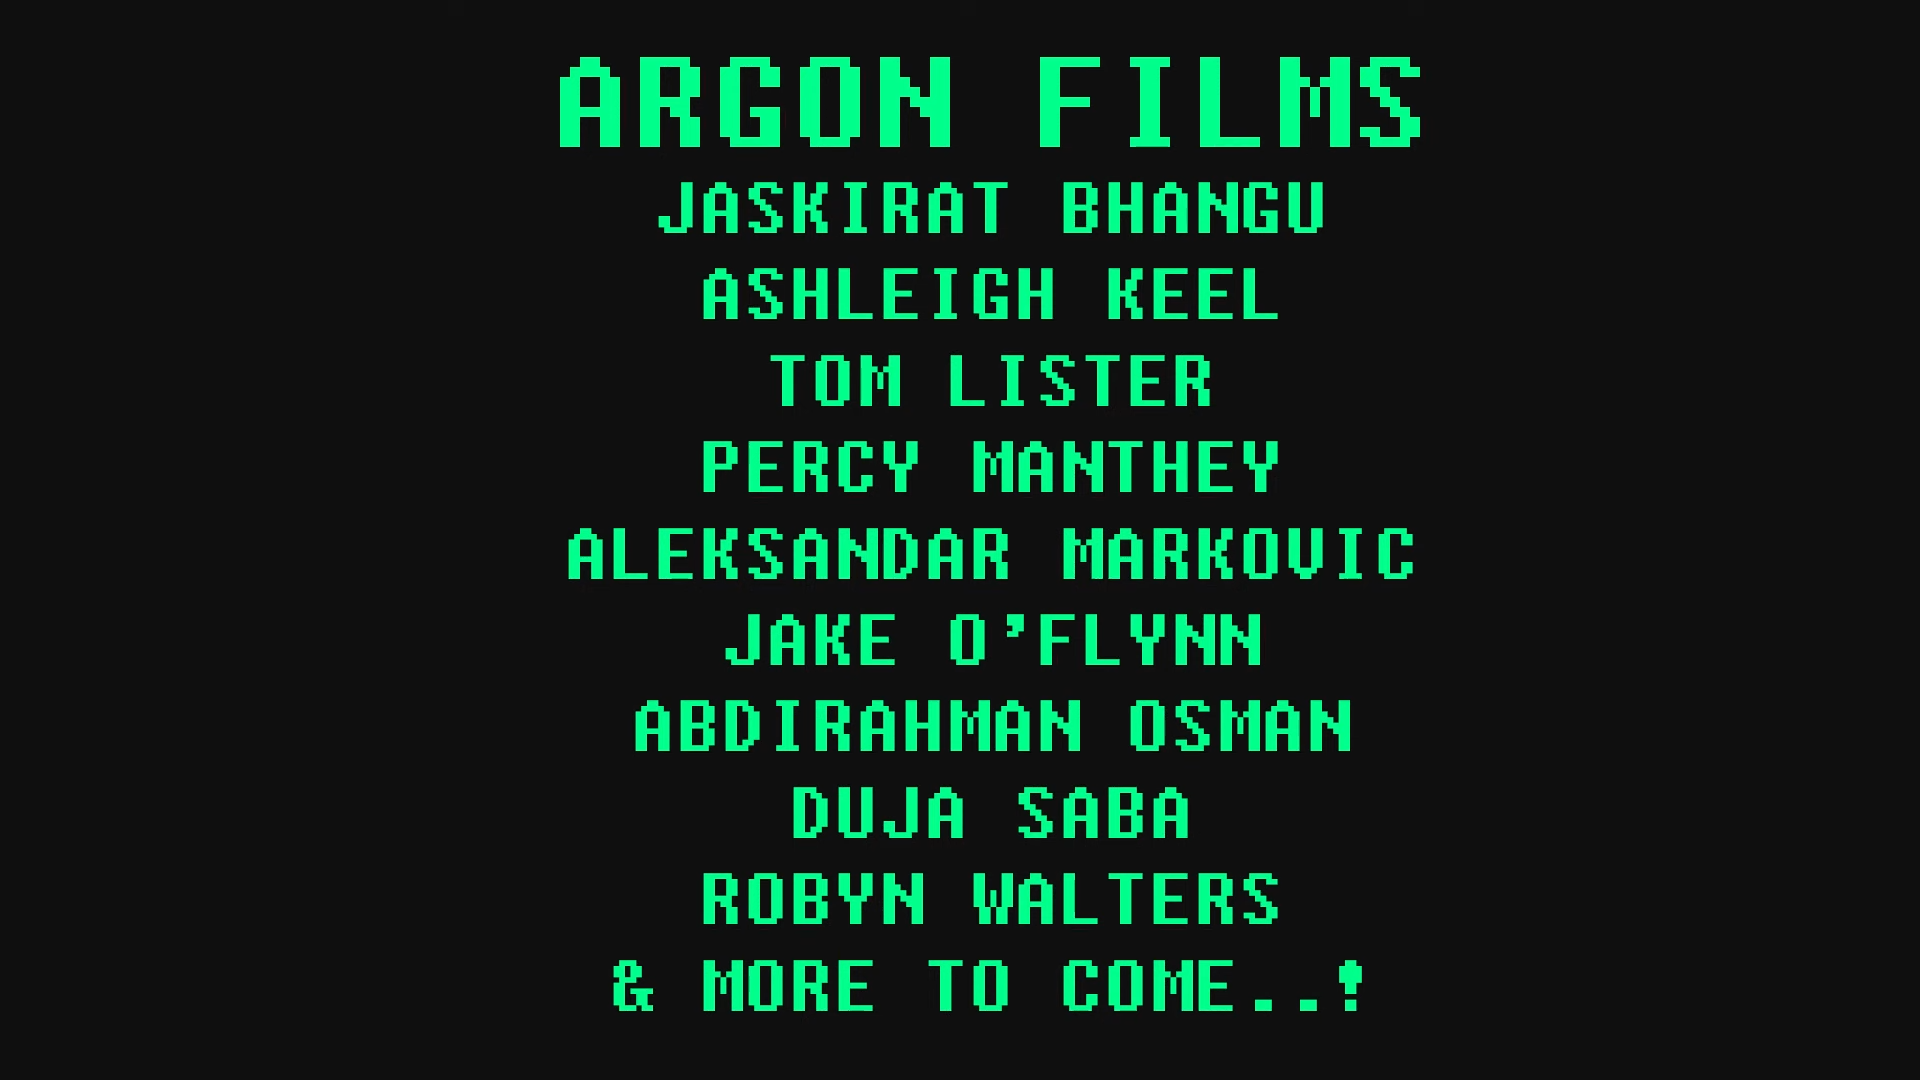 ARGON FILMS
JASKIRAT BHANGU
ASHLEIGH KEEL
TOM LISTER
PERCY MANTHEY
ALEKSANDAR MARKOVIC
JAKE O’FLYNN
ABDIRAHMAN OSMAN
DUJA SABA
ROBYN WALTERS
& MORE TO COME..!